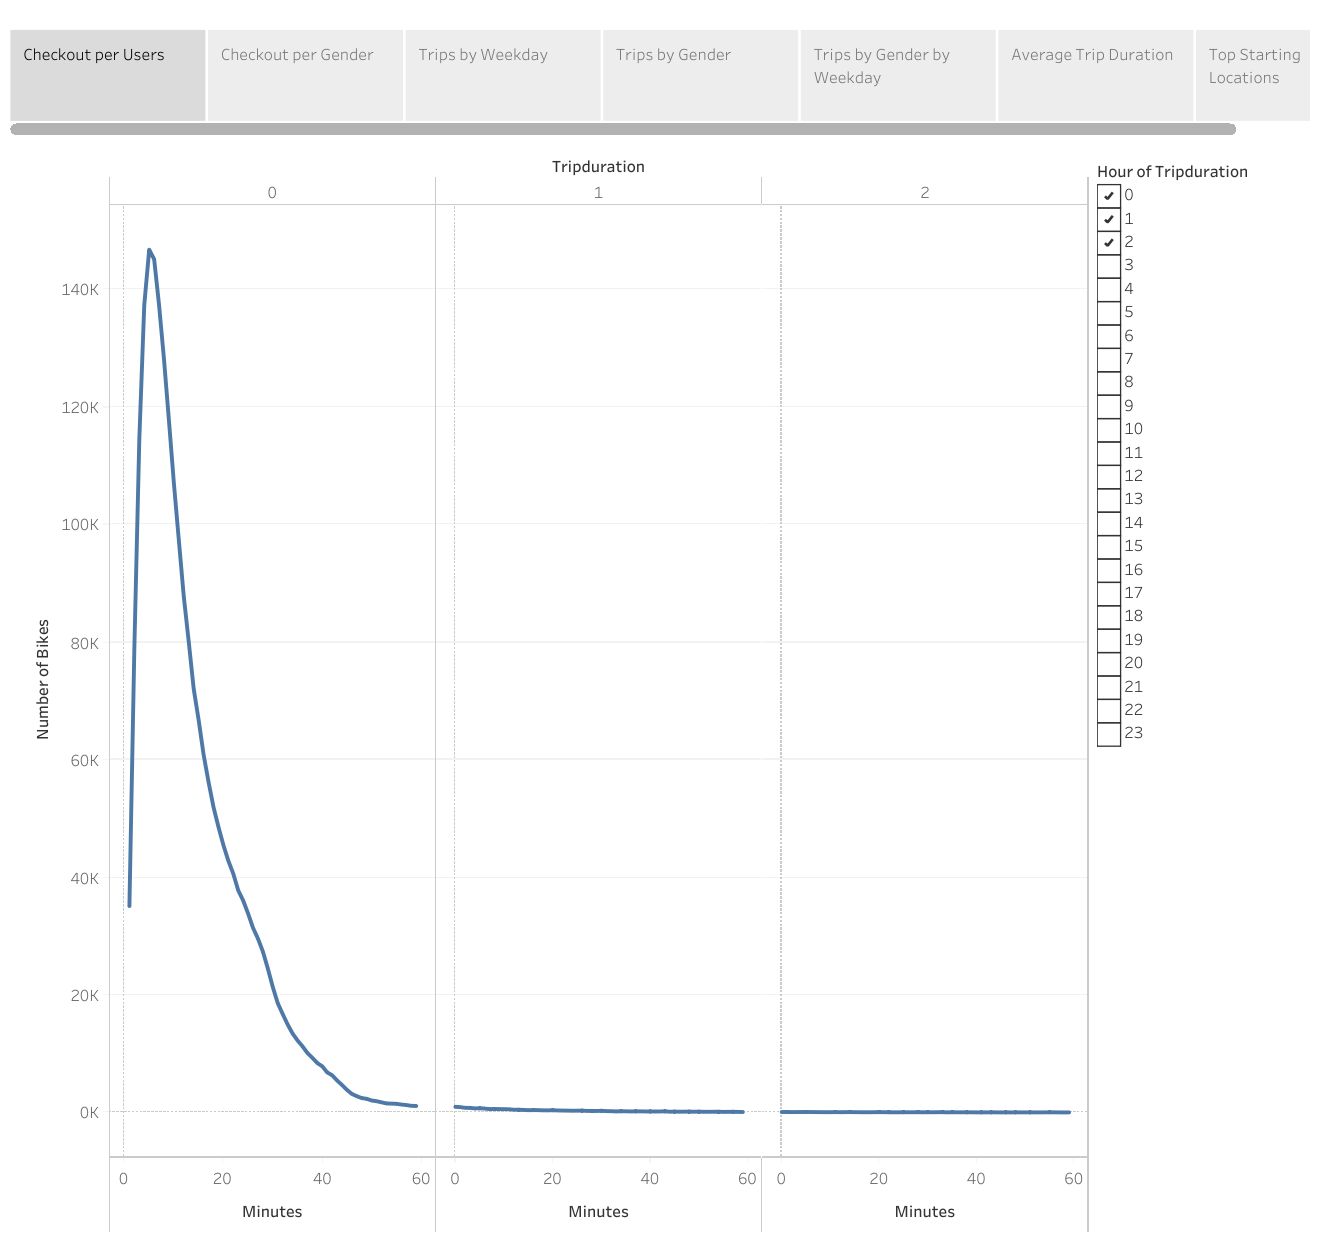 Checkout per Users
Checkout per Gender
Trips by Weekday
Trips by Gender
Trips by Gender by
Weekday
Average Trip Duration
Top Starting
Locations
Tripduration
0
1
2
Hour of Tripduration
0
1
2
3
4
5
6
7
8
9
10
11
12
13
14
15
16
17
18
19
20
21
22
23
Number of Bikes
140K
120K
100K
80K
60K
40K
20K
0K
0 20 40 60
0 20 40 60
0 20 40 60
Minutes
Minutes
Minutes